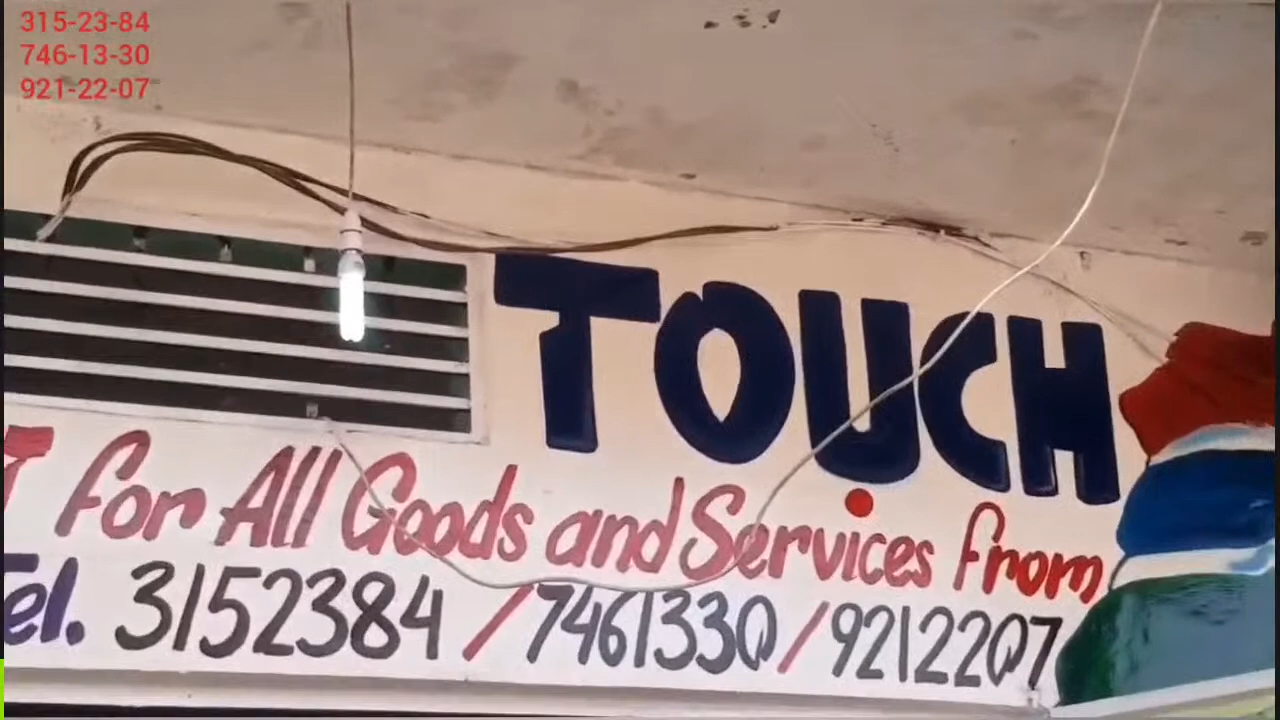 315-23-84
746-13-30
921-22-07
TOUCH
for All Goods and Services from
Tel. 3152384 / 7461330 / 9212207